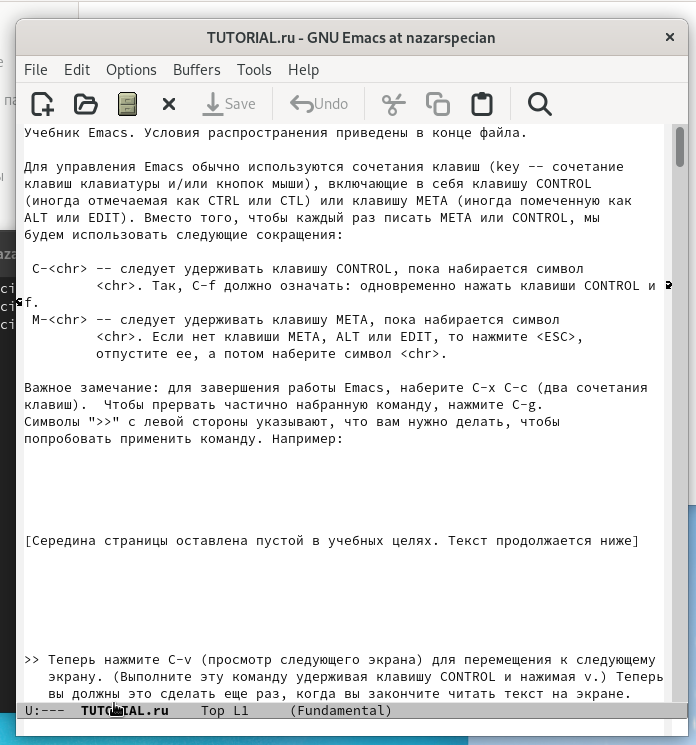 TUTORIAL.ru - GNU Emacs at nazarspecian
File Edit Options Buffers Tools Help
Save Undo
Учебник Emacs. Условия распространения приведены в конце файла.
Для управления Emacs обычно используются сочетания клавиш (key -- сочетание
клавиш клавиатуры и/или кнопок мыши), включающие в себя клавишу CONTROL
(иногда отмечаемая как CTRL или CTL) или клавишу META (иногда помеченную как
ALT или EDIT). Вместо того, чтобы каждый раз писать META или CONTROL, мы
будем использовать следующие сокращения:
C-<chr> -- следует удерживать клавишу CONTROL, пока набирается символ
<chr>. Так, C-f должно означать: одновременно нажать клавиши CONTROL и
f.
M-<chr> -- следует удерживать клавишу META, пока набирается символ
<chr>. Если нет клавиши META, ALT или EDIT, то нажмите <ESC>,
отпустите ее, а потом наберите символ <chr>.
Важное замечание: для завершения работы Emacs, наберите C-x C-c (два сочетания
клавиш).  Чтобы прервать частично набранную команду, нажмите C-g.
Символы ">>" с левой стороны указывают, что вам нужно делать, чтобы
попробовать применить команду. Например:
[Середина страницы оставлена пустой в учебных целях. Текст продолжается ниже]
>> Теперь нажмите C-v (просмотр следующего экрана) для перемещения к следующему
экрану. (Выполните эту команду удерживая клавишу CONTROL и нажимая v.) Теперь
вы должны это сделать еще раз, когда вы закончите читать текст на экране.
U:--- TUTORIAL.ru Top L1 (Fundamental)